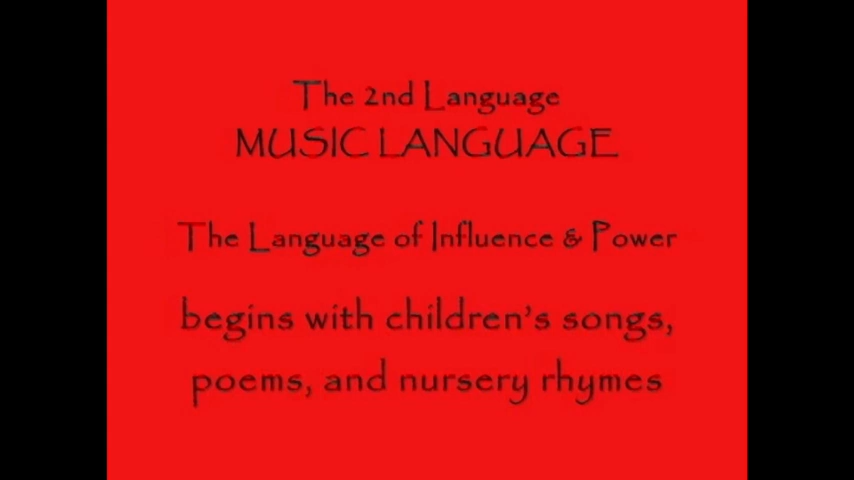 The 2nd Language
MUSIC LANGUAGE
The Language of Influence & Power
begins with children's songs,
poems, and nursery rhymes